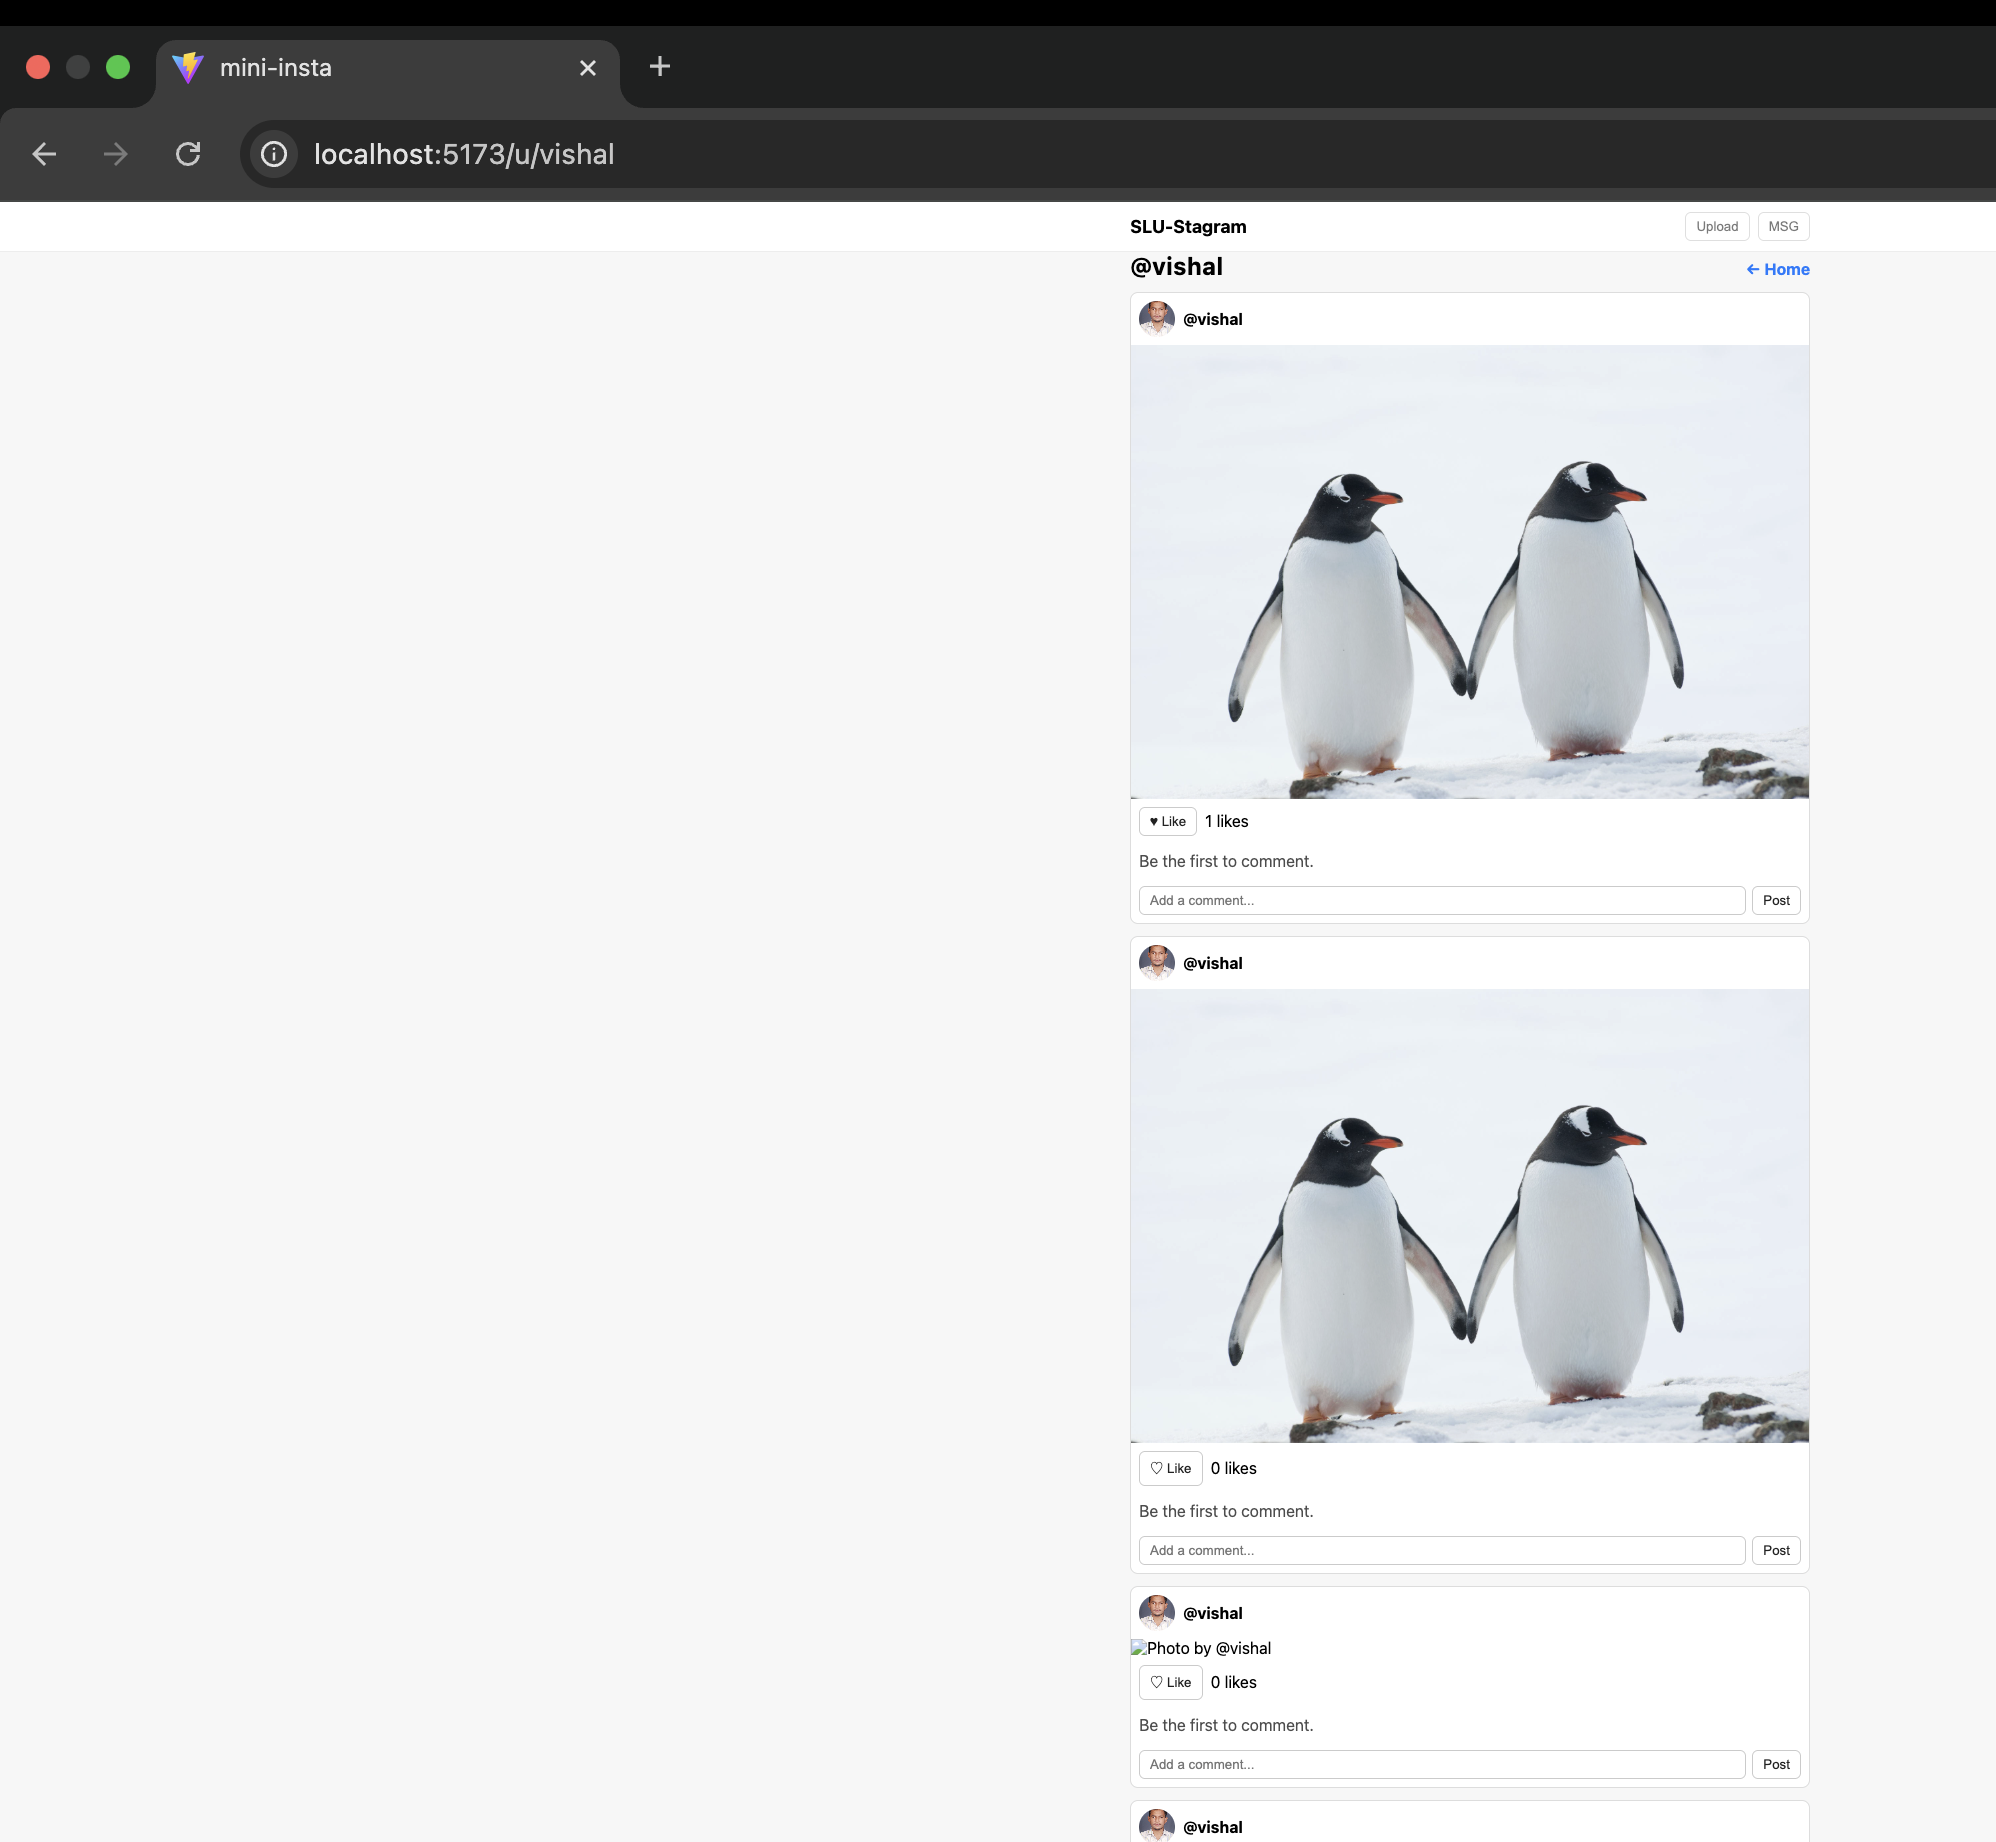 mini-insta
localhost:5173/u/vishal
SLU-Stagram Upload MSG
@vishal ← Home
@vishal
♥ Like 1 likes
Be the first to comment.
Add a comment... Post
@vishal
♡ Like 0 likes
Be the first to comment.
Add a comment... Post
@vishal
Photo by @vishal
♡ Like 0 likes
Be the first to comment.
Add a comment... Post
@vishal